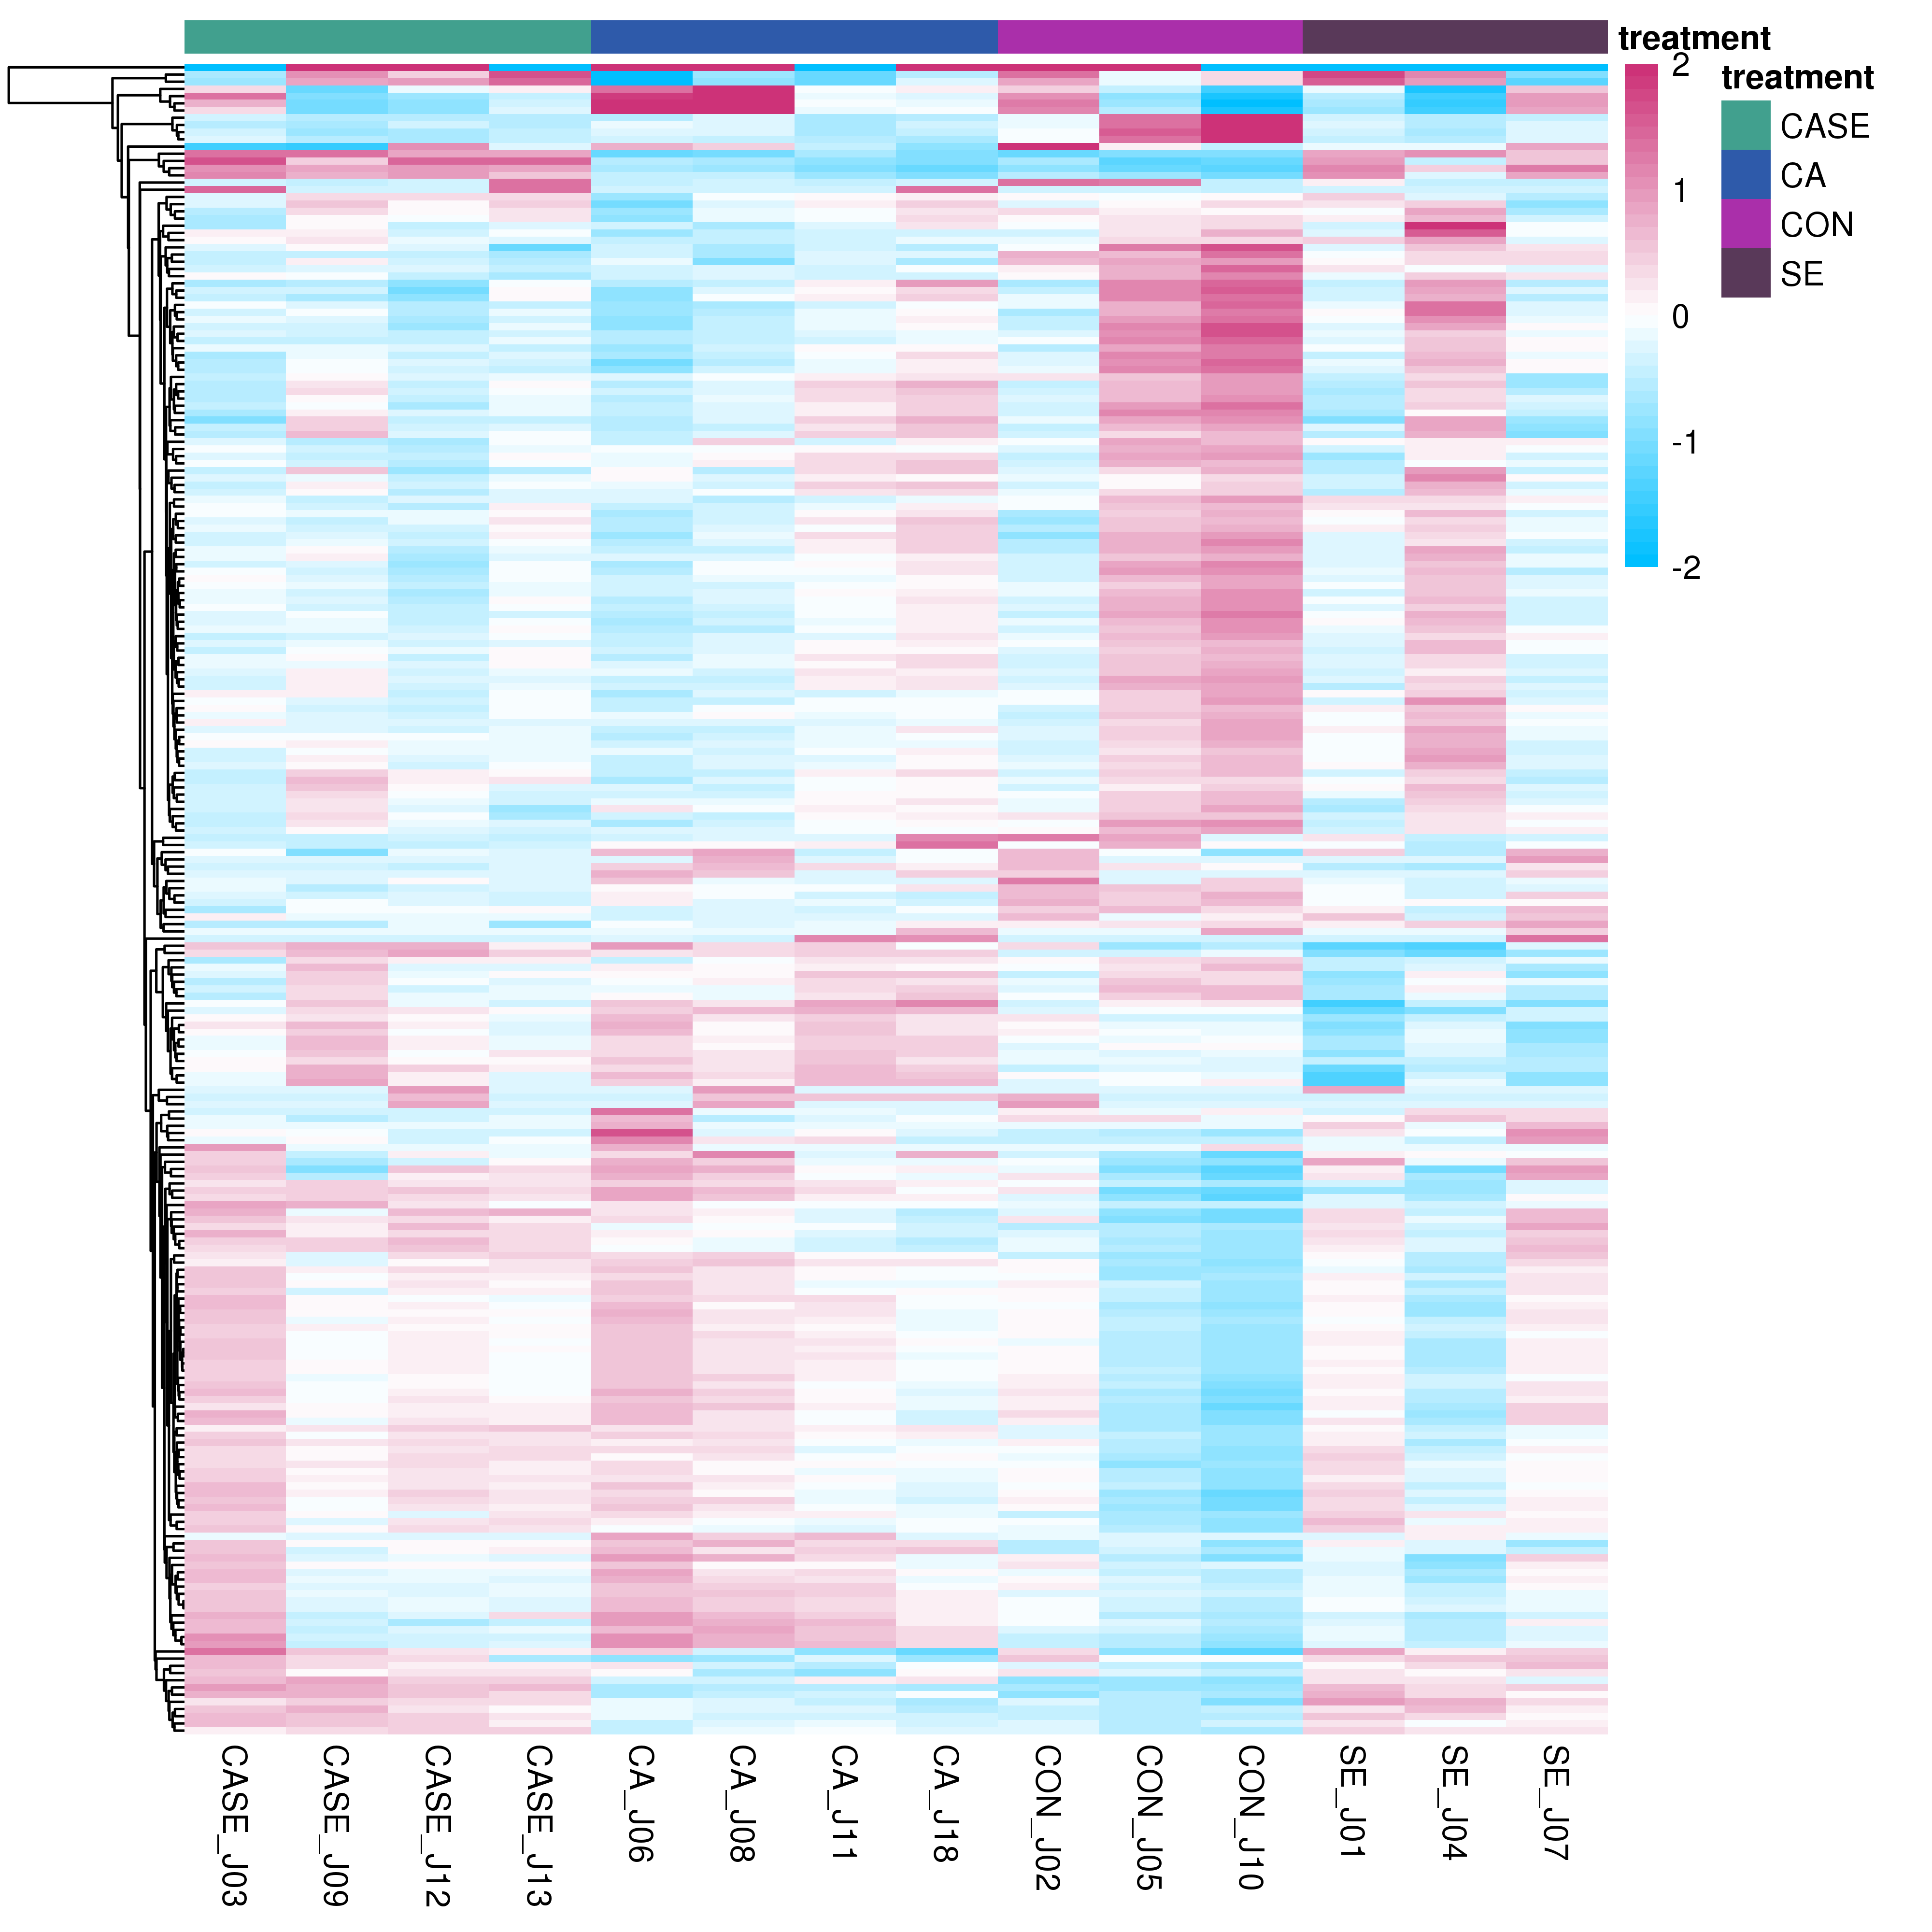 treatment
2
1
0
-1
-2
treatment
CASE
CA
CON
SE
CASE_J03
CASE_J09
CASE_J12
CASE_J13
CA_J06
CA_J08
CA_J11
CA_J18
CON_J02
CON_J05
CON_J10
SE_J01
SE_J04
SE_J07